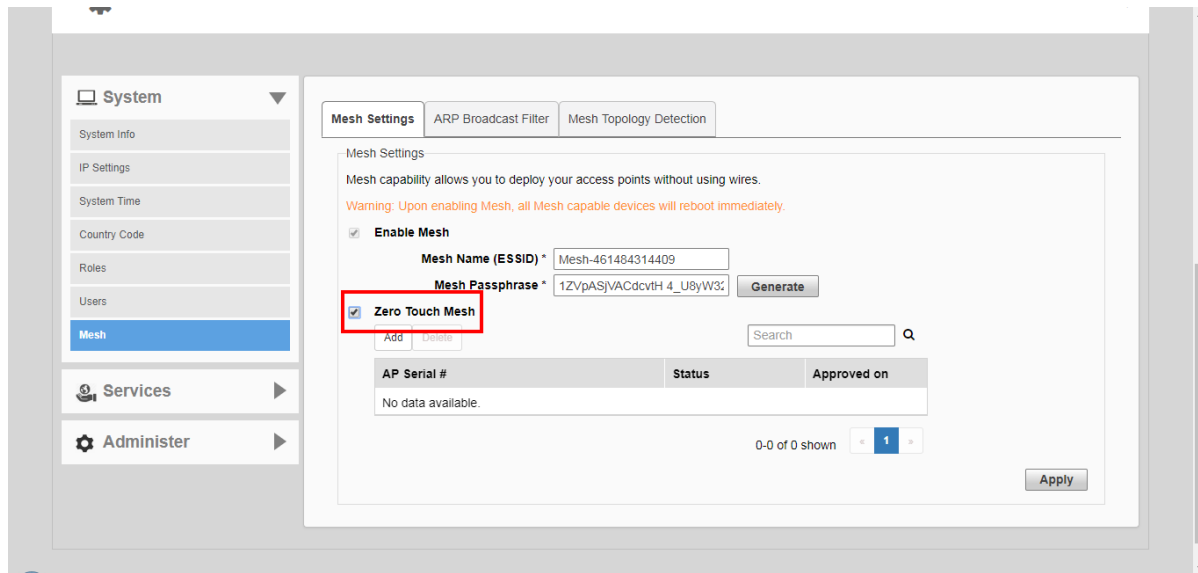 System
System Info
IP Settings
System Time
Country Code
Roles
Users
Mesh
Services
Administer
Mesh Settings ARP Broadcast Filter Mesh Topology Detection
Mesh Settings
Mesh capability allows you to deploy your access points without using wires.
Warning: Upon enabling Mesh, all Mesh capable devices will reboot immediately.
Enable Mesh
Mesh Name (ESSID) * Mesh-461484314409
Mesh Passphrase * 1ZVpASjVACdcvtH 4_U8yW32 Generate
Zero Touch Mesh
Add Delete Search
AP Serial # Status Approved on
No data available.
0-0 of 0 shown « 1 »
Apply